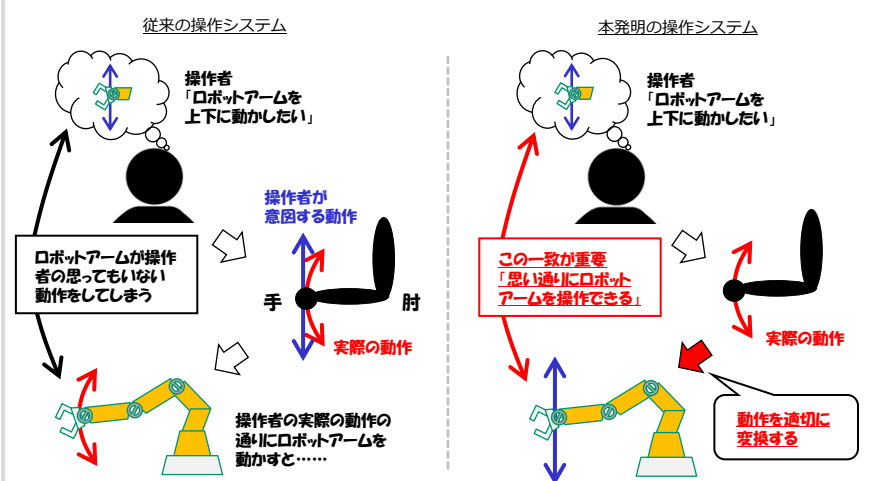 従来の操作システム
操作者
「ロボットアームを
上下に動かしたい」
操作者が
意図する動作
ロボットアームが操作
者の思ってもいない
動作をしてしまう
手
肘
実際の動作
操作者の実際の動作の
通りにロボットアームを
動かすと……
本発明の操作システム
操作者
「ロボットアームを
上下に動かしたい」
この一致が重要
「思い通りにロボット
アームを操作できる」
実際の動作
動作を適切に
変換する